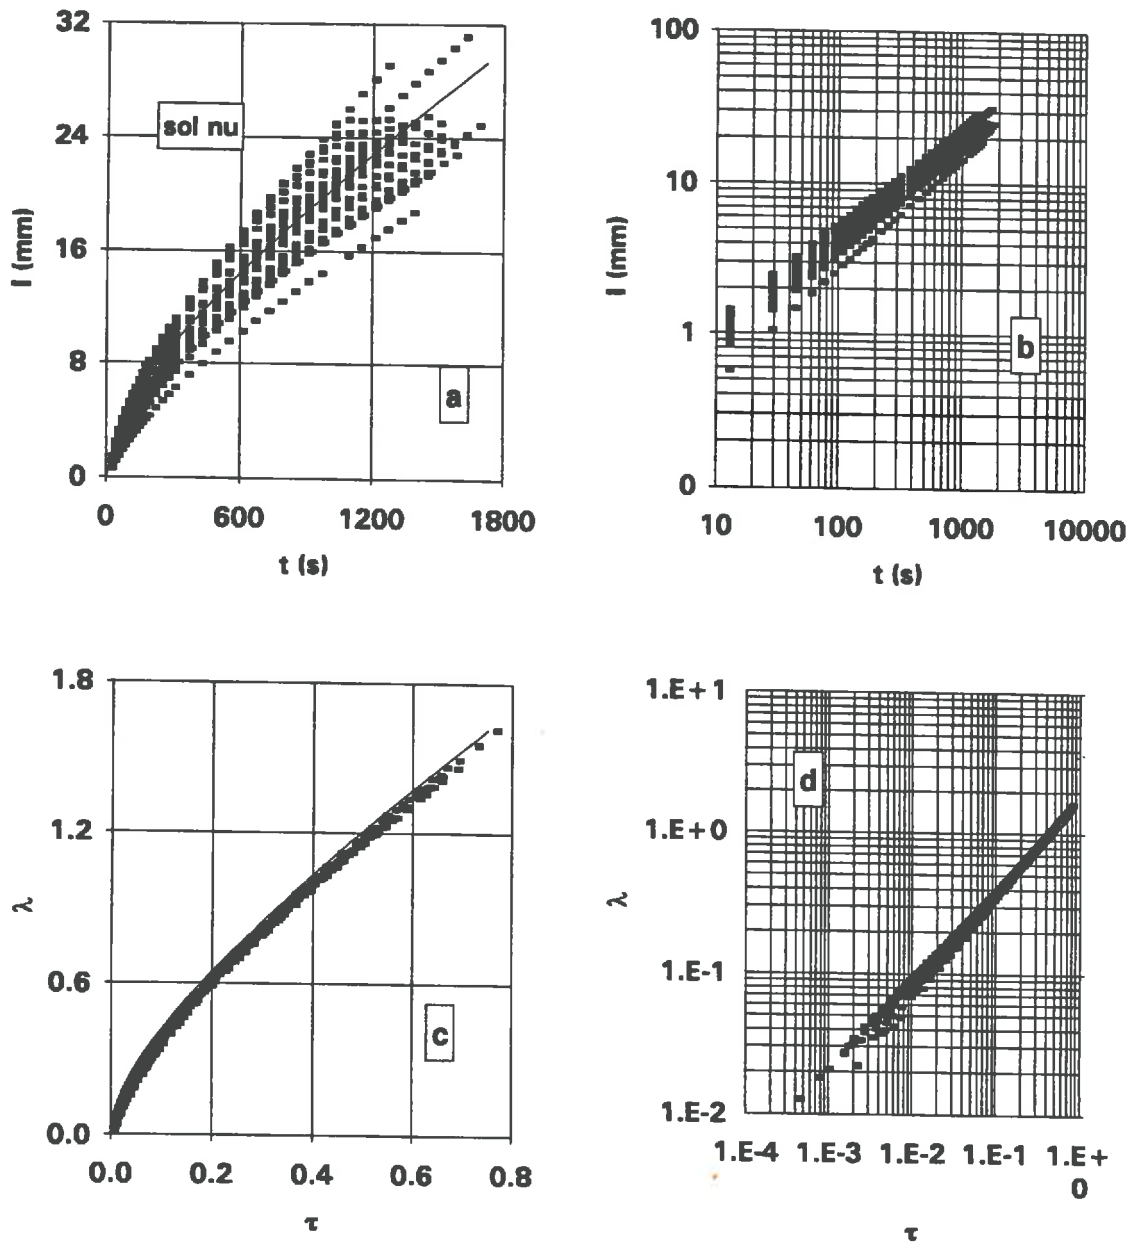 32
24
16
8
0
I (mm)
sol nu
a
0 600 1200 1800
t (s)
100
10
1
0
I (mm)
b
10 100 1000 10000
t (s)
1.8
1.2
0.6
0.0
λ
c
0.0 0.2 0.4 0.6 0.8
τ
1.E+1
1.E+0
1.E-1
1.E-2
λ
d
1.E-4 1.E-3 1.E-2 1.E-1 1.E+
0
τ